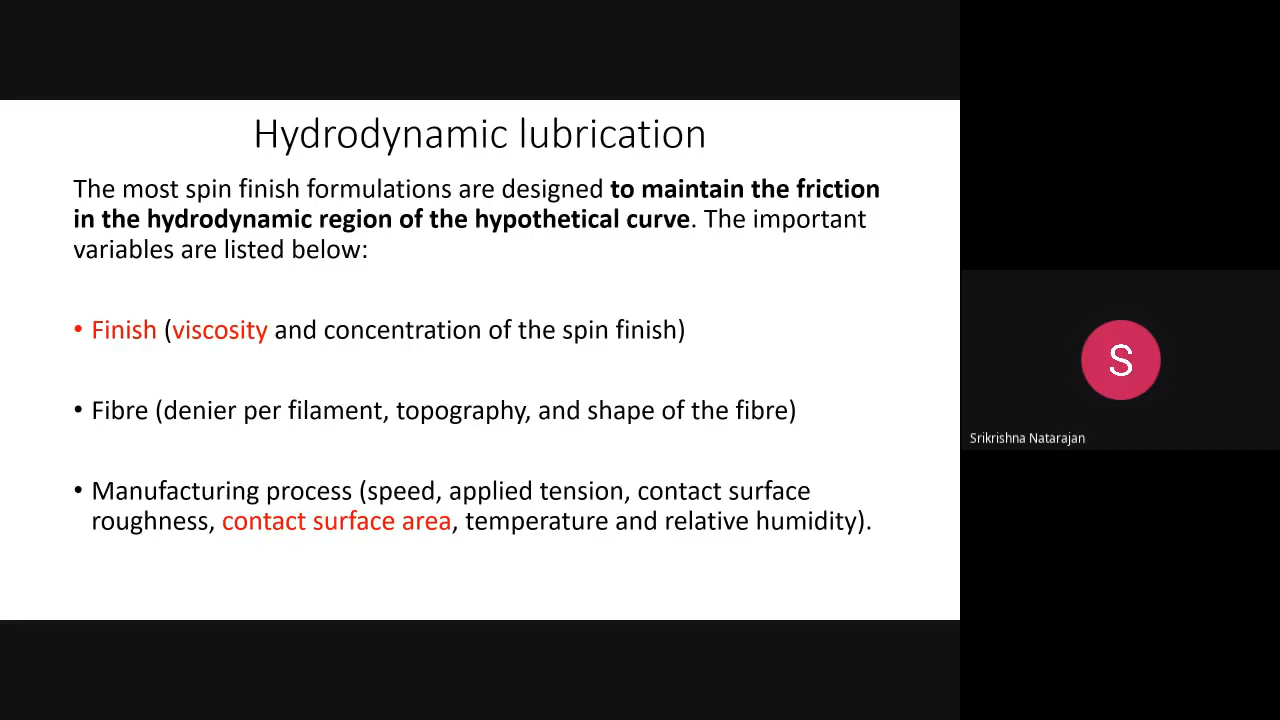 Hydrodynamic lubrication
The most spin finish formulations are designed to maintain the friction
in the hydrodynamic region of the hypothetical curve. The important
variables are listed below:
• Finish (viscosity and concentration of the spin finish)
• Fibre (denier per filament, topography, and shape of the fibre)
• Manufacturing process (speed, applied tension, contact surface
roughness, contact surface area, temperature and relative humidity).
S
Srikrishna Natarajan